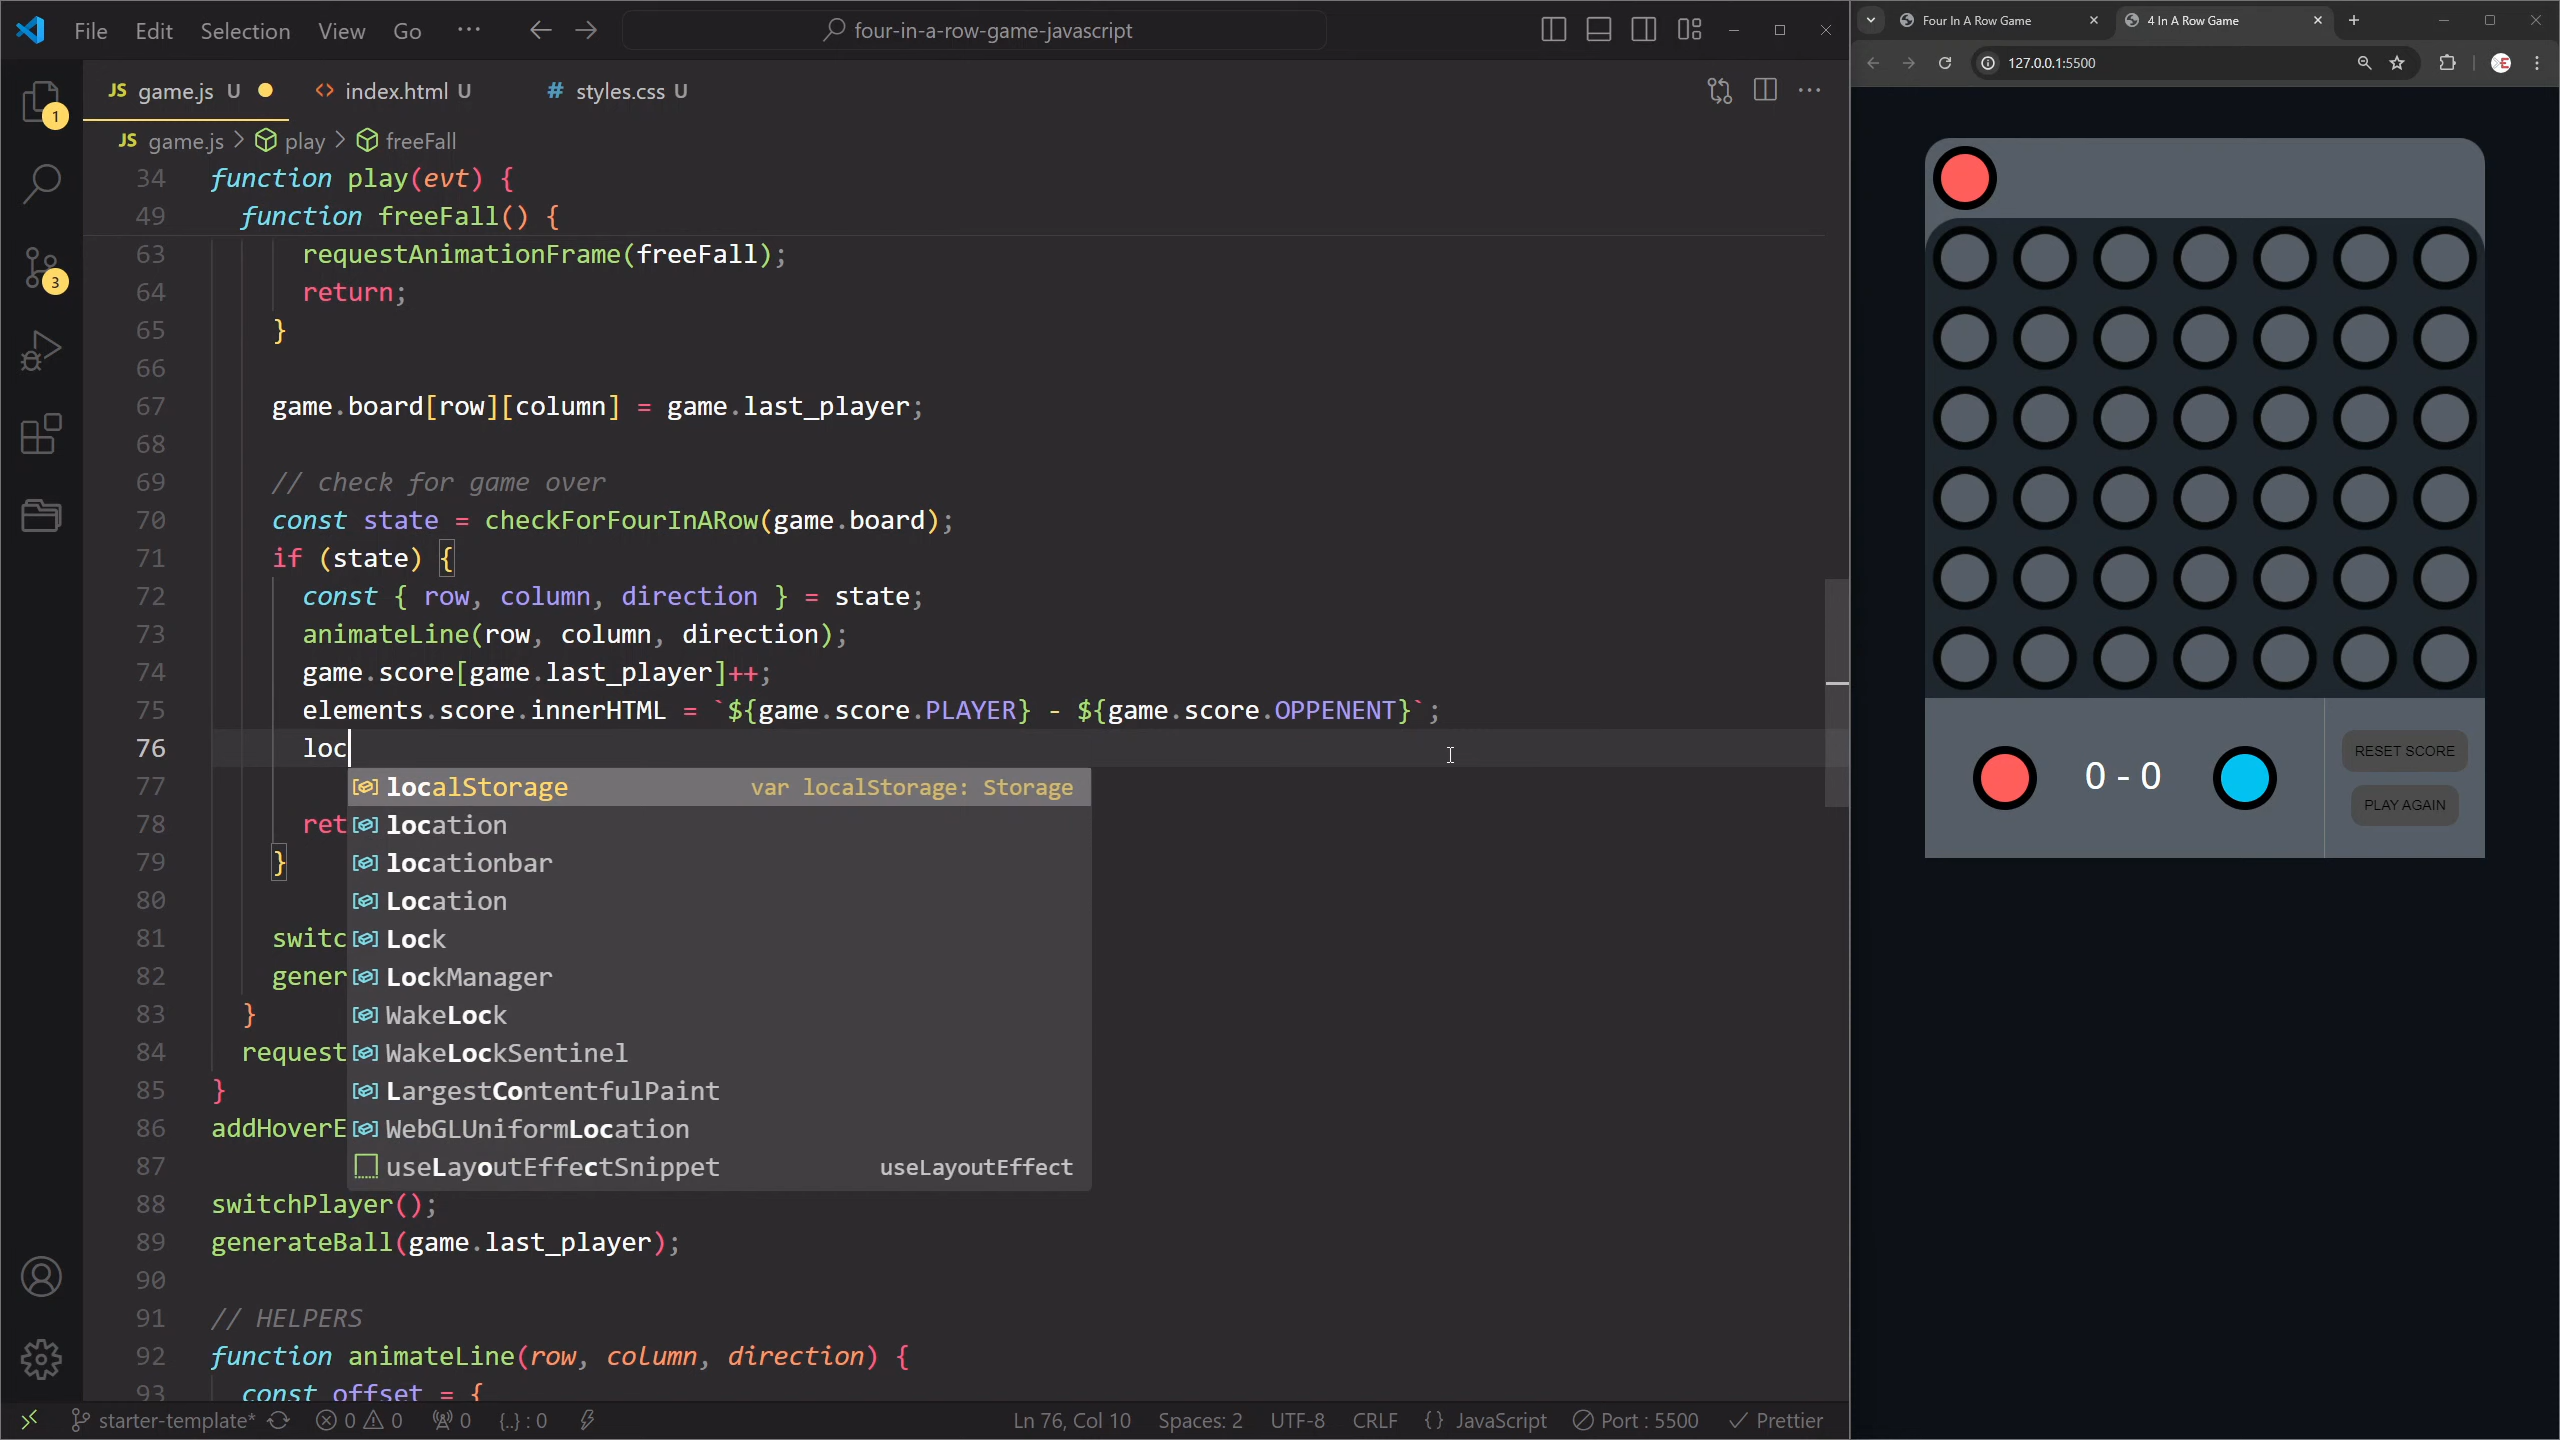 File Edit Selection View Go ··· four-in-a-row-game-javascript
JS game.js U <> index.html U # styles.css U
JS game.js > play > freeFall
34 function play(evt) {
49 function freeFall() {
63 requestAnimationFrame(freeFall);
64 return;
65 }
66
67 game.board[row][column] = game.last_player;
68
69 // check for game over
70 const state = checkForFourInARow(game.board);
71 if (state) {
72 const { row, column, direction } = state;
73 animateLine(row, column, direction);
74 game.score[game.last_player]++;
75 elements.score.innerHTML = `${game.score.PLAYER} - ${game.score.OPPENENT}`;
76 loc
77 localStorage var localStorage: Storage
78 ret location
79 } locationbar
80 Location
81 switc Lock
82 gener LockManager
83 } WakeLock
84 request WakeLockSentinel
85 } LargestContentfulPaint
86 addHoverE WebGLUniformLocation
87 useLayoutEffectSnippet useLayoutEffect
88 switchPlayer();
89 generateBall(game.last_player);
90
91 // HELPERS
92 function animateLine(row, column, direction) {
93 const offset = {
1
3
starter-template* 0 0 0 {..} : 0 Ln 76, Col 10 Spaces: 2 UTF-8 CRLF {} JavaScript Port : 5500 Prettier
Four In A Row Game 4 In A Row Game
127.0.0.1:5500
E
0 - 0
RESET SCORE
PLAY AGAIN